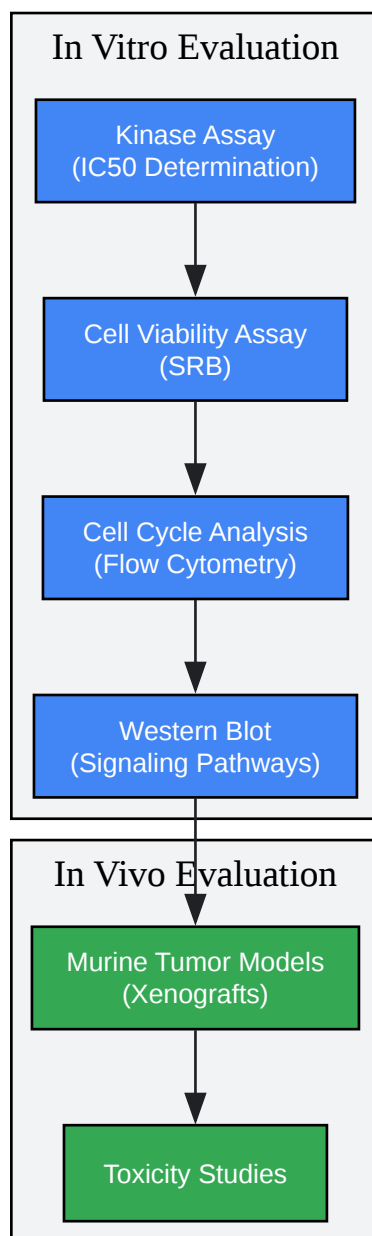 In Vitro Evaluation
Kinase Assay
(IC50 Determination)
Cell Viability Assay
(SRB)
Cell Cycle Analysis
(Flow Cytometry)
Western Blot
(Signaling Pathways)
In Vivo Evaluation
Murine Tumor Models
(Xenografts)
Toxicity Studies